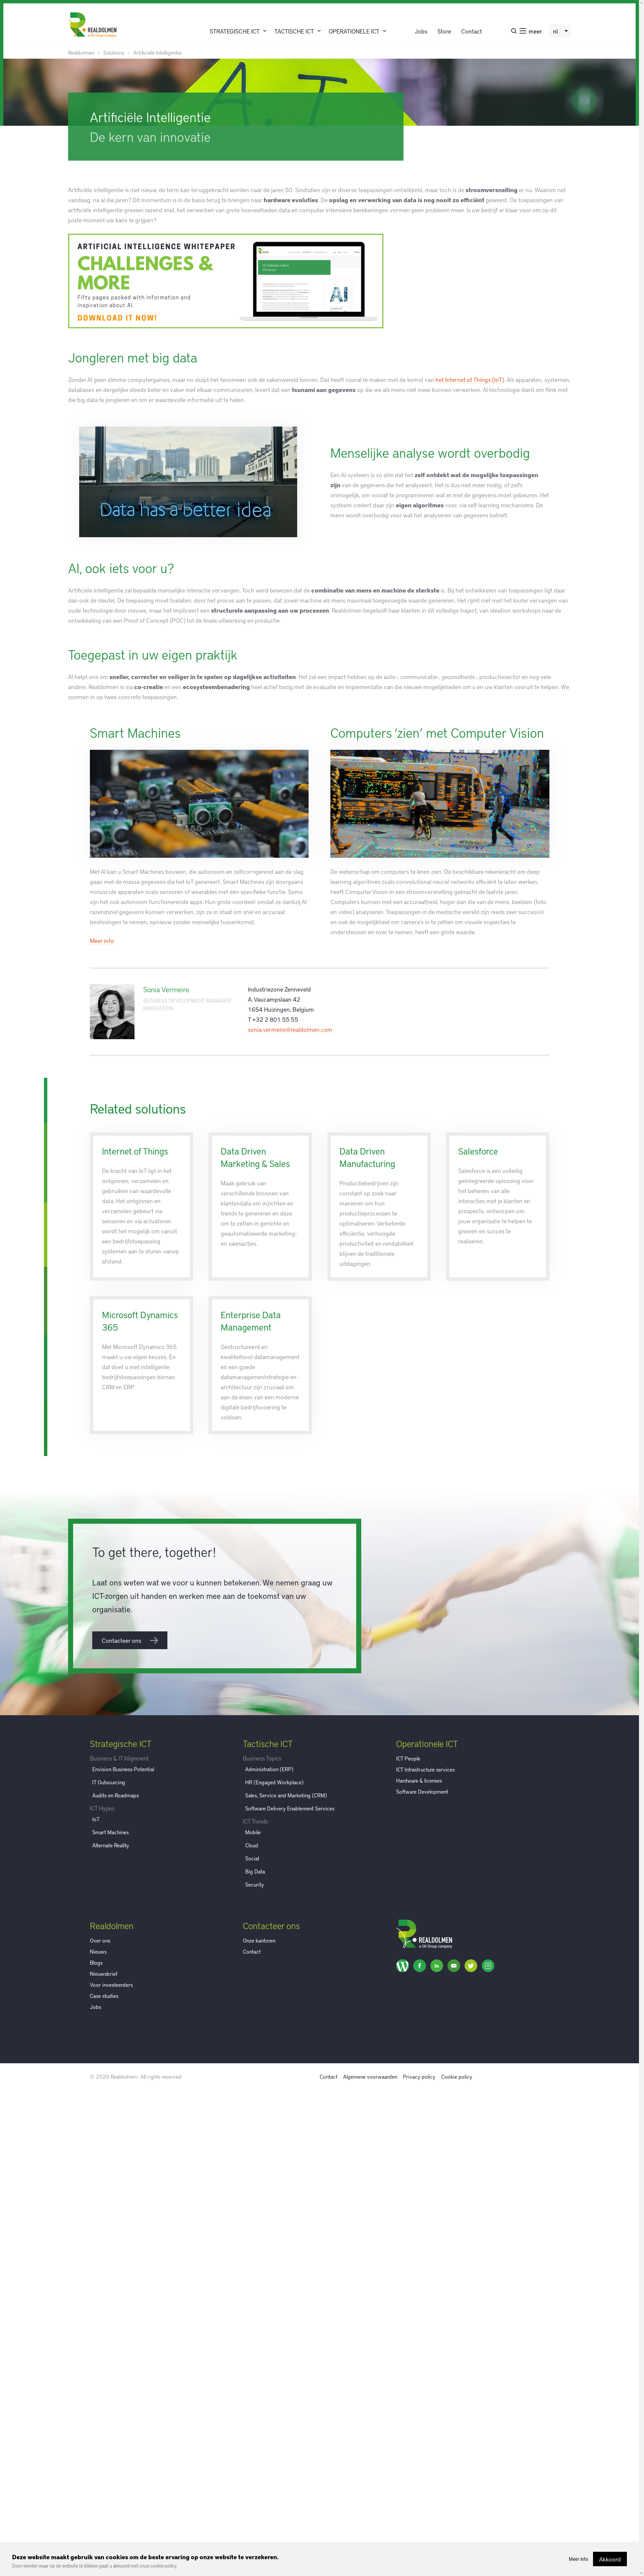 REALDOLMEN
a Gfi Group company
STRATEGISCHE ICT
TACTISCHE ICT
OPERATIONELE ICT
Jobs
Store
Contact
meer
nl
Realdolmen > Solutions > Artificiële Intelligentie
A.I.
Artificiële Intelligentie
De kern van innovatie
Artificiële intelligentie is niet nieuw, de term kan teruggebracht worden naar de jaren 50. Sindsdien zijn er diverse toepassingen ontwikkeld, maar toch is de stroomversnelling er nu. Waarom net
vandaag, na al die jaren? Dit momentum is in de basis terug te brengen naar hardware evoluties. De opslag en verwerking van data is nog nooit zo efficiënt geweest. De toepassingen van
artificiële intelligentie groeien razend snel, het verwerken van grote hoeveelheden data en computer intensieve berekeningen vormen geen probleem meer. Is uw bedrijf er klaar voor om op dit
juiste moment uw kans te grijpen?
ARTIFICIAL INTELLIGENCE WHITEPAPER
CHALLENGES &
MORE
Fifty pages packed with information and
inspiration about AI.
DOWNLOAD IT NOW!
Jongleren met big data
Zonder AI geen slimme computergames, maar nu sluipt het fenomeen ook de zakenwereld binnen. Dat heeft vooral te maken met de komst van het Internet of Things (IoT). Als apparaten, systemen,
databases en dergelijke steeds beter en vaker met elkaar communiceren, levert dat een tsunami aan gegevens op die we als mens niet meer kunnen verwerken. AI-technologie dient om flink met
die big data te jongleren en om er waardevolle informatie uit te halen.
Data has a better idea
Menselijke analyse wordt overbodig
Een AI-systeem is zo slim dat het zelf ontdekt wat de mogelijke toepassingen
zijn van de gegevens die het analyseert. Het is dus niet meer nodig, of zelfs
onmogelijk, om vooraf te programmeren wat er met de gegevens moet gebeuren. Het
systeem creëert daar zijn eigen algoritmes voor, via self learning mechanisms. De
mens wordt overbodig voor wat het analyseren van gegevens betreft.
AI, ook iets voor u?
Artificiële intelligentie zal bepaalde menselijke interactie vervangen. Toch werd bewezen dat de combinatie van mens en machine de sterkste is. Bij het ontwikkelen van toepassingen ligt daar
dan ook de sleutel. De toepassing moet toelaten, door het proces aan te passen, dat zowel machine als mens maximaal toegevoegde waarde genereren. Het rijmt niet met het louter vervangen van
oude technologie door nieuwe, maar het impliceert een structurele aanpassing aan uw processen. Realdolmen begeleidt haar klanten in dit volledige traject, van ideation workshops naar de
ontwikkeling van een Proof of Concept (POC) tot de finale uitwerking en productie.
Toegepast in uw eigen praktijk
AI helpt ons om sneller, correcter en veiliger in te spelen op dagelijkse activiteiten. Het zal een impact hebben op de auto-, communicatie-, gezondheids-, productiesector en nog vele
andere. Realdolmen is via co-creatie en een ecosysteembenadering heel actief bezig met de evaluatie en implementatie van die nieuwe mogelijkheden om u en uw klanten vooruit te helpen. We
zoomen in op twee concrete toepassingen.
Smart Machines
Met AI kan u Smart Machines bouwen, die autonoom en zelfcorrigerend aan de slag
gaan met de massa gegevens die het IoT genereert. Smart Machines zijn doorgaans
minuscule apparaten zoals sensoren of wearables met één specifieke functie. Soms
zijn het ook autonoom functionerende apps. Hun grote voordeel: omdat ze dankzij AI
razendsnel gegevens kunnen verwerken, zijn ze in staat om snel en accuraat
beslissingen te nemen, opnieuw zonder menselijke tussenkomst.
Meer info
Computers ‘zien’ met Computer Vision
De wetenschap om computers te leren zien. De beschikbare rekenkracht om deep
learning algoritmes zoals convolutional neural networks efficiënt te laten werken,
heeft Computer Vision in een stroomversnelling gebracht de laatste jaren.
Computers kunnen met een accuraatheid, hoger dan die van de mens, beelden (foto
en video) analyseren. Toepassingen in de medische wereld zijn reeds zeer succesvol
en ook de chirurgische sector zet in op zetten om visuele inspecties te
ondersteunen en over te nemen, heeft een grote waarde.
Sonia Vermeire
BUSINESS DEVELOPMENT MANAGER
INNOVATION
Industriezone Zenneveld
A. Vaucampslaan 42
1654 Huizingen, Belgium
T +32 2 801 55 55
sonia.vermeire@realdolmen.com
Related solutions
Internet of Things
De kracht van IoT ligt in het
ontginnen, verzamelen en
gebruiken van waardevolle
data. Het ontginnen en
verzamelen gebeurt via
sensoren en via actuatoren
wordt het mogelijk om vanuit
een bedrijfstoepassing
systemen aan te sturen vanop
afstand.
Data Driven
Marketing & Sales
Maak gebruik van
verschillende bronnen van
klantendata om inzichten en
trends te genereren en deze
om te zetten in gerichte en
geautomatiseerde marketing-
en salesacties.
Data Driven
Manufacturing
Productiebedrijven zijn
constant op zoek naar
manieren om hun
productieprocessen te
optimaliseren. Verbeterde
efficiëntie, verhoogde
productiviteit en rendabiliteit
blijven de traditionele
uitdagingen.
Salesforce
Salesforce is een volledig
geïntegreerde oplossing voor
het beheren van alle
interacties met je klanten en
prospects, ontworpen om
jouw organisatie te helpen te
groeien en succes te
realiseren.
Microsoft Dynamics
365
Met Microsoft Dynamics 365
maakt u uw eigen keuzes. En
dat doet u met intelligente
bedrijfstoepassingen binnen
CRM en ERP.
Enterprise Data
Management
Gestructureerd en
kwaliteitsvol datamanagement
en een goede
datamanagementstrategie en-
architectuur zijn cruciaal om
aan de eisen van een moderne
digitale bedrijfsvoering te
voldoen.
To get there, together!
Laat ons weten wat we voor u kunnen betekenen. We nemen graag uw
ICT-zorgen uit handen en werken mee aan de toekomst van uw
organisatie.
Contacteer ons
Strategische ICT
Business & IT Alignment
Envision Business Potential
IT Outsourcing
Audits en Roadmaps
ICT Hypes
IoT
Smart Machines
Alternate Reality
Tactische ICT
Business Topics
Administration (ERP)
HR (Engaged Workplace)
Sales, Service and Marketing (CRM)
Software Delivery Enablement Services
ICT Trends
Mobile
Cloud
Social
Big Data
Security
Operationele ICT
ICT People
ICT Infrastructure services
Hardware & licenses
Software Development
Realdolmen
Over ons
Nieuws
Blogs
Nieuwsbrief
Voor investeerders
Case studies
Jobs
Contacteer ons
Onze kantoren
Contact
REALDOLMEN
a Gfi Group company
© 2020 Realdolmen - All rights reserved
Contact
Algemene voorwaarden
Privacy policy
Cookie policy
Deze website maakt gebruik van cookies om de beste ervaring op onze website te verzekeren.
Door eender waar op de website te klikken gaat u akkoord met onze cookie policy.
Meer info
Akkoord